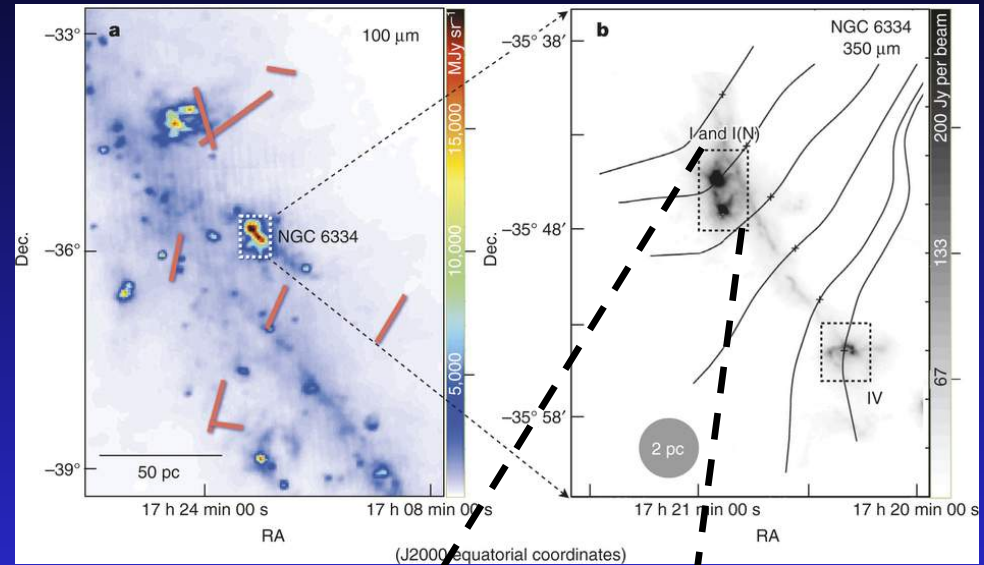 a
100 µm
−33°
−36°
−39°
Dec.
NGC 6334
50 pc
17 h 24 min 00 s
17 h 08 min 00 s
RA
MJy sr⁻¹
15,000
10,000
5,000
b
NGC 6334
350 µm
−35° 38′
−35° 48′
−35° 58′
Dec.
I and I(N)
IV
2 pc
17 h 21 min 00 s
17 h 20 min 00 s
RA
200 Jy per beam
133
67
(J2000 equatorial coordinates)